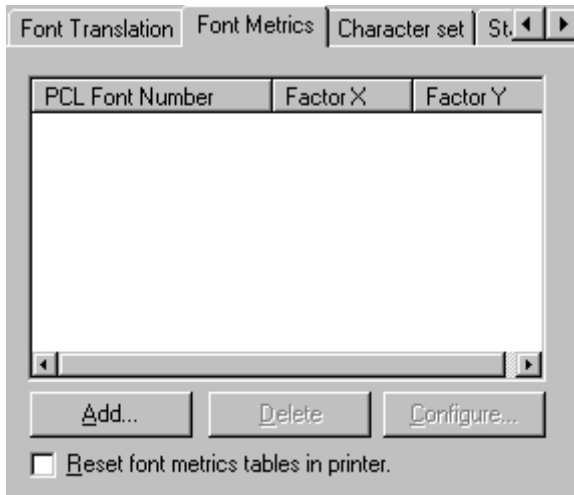 Font Translation Font Metrics Character set
PCL Font Number Factor X Factor Y
Add... Delete Configure...
Reset font metrics tables in printer.